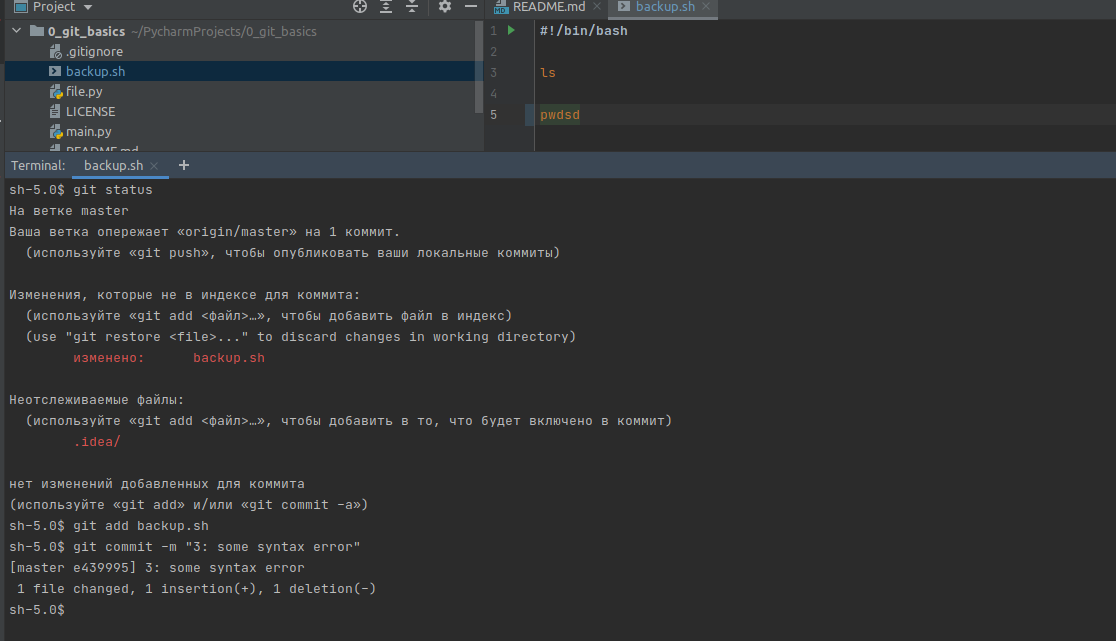 Project
README.md
backup.sh
0_git_basics ~/PycharmProjects/0_git_basics
.gitignore
backup.sh
file.py
LICENSE
main.py
README.md
1 #!/bin/bash
2
3 ls
4
5 pwdsd
Terminal: backup.sh
sh-5.0$ git status
На ветке master
Ваша ветка опережает «origin/master» на 1 коммит.
(используйте «git push», чтобы опубликовать ваши локальные коммиты)
Изменения, которые не в индексе для коммита:
(используйте «git add <файл>…», чтобы добавить файл в индекс)
(use "git restore <file>..." to discard changes in working directory)
изменено: backup.sh
Неотслеживаемые файлы:
(используйте «git add <файл>…», чтобы добавить в то, что будет включено в коммит)
.idea/
нет изменений добавленных для коммита
(используйте «git add» и/или «git commit -a»)
sh-5.0$ git add backup.sh
sh-5.0$ git commit -m "3: some syntax error"
[master e439995] 3: some syntax error
1 file changed, 1 insertion(+), 1 deletion(-)
sh-5.0$